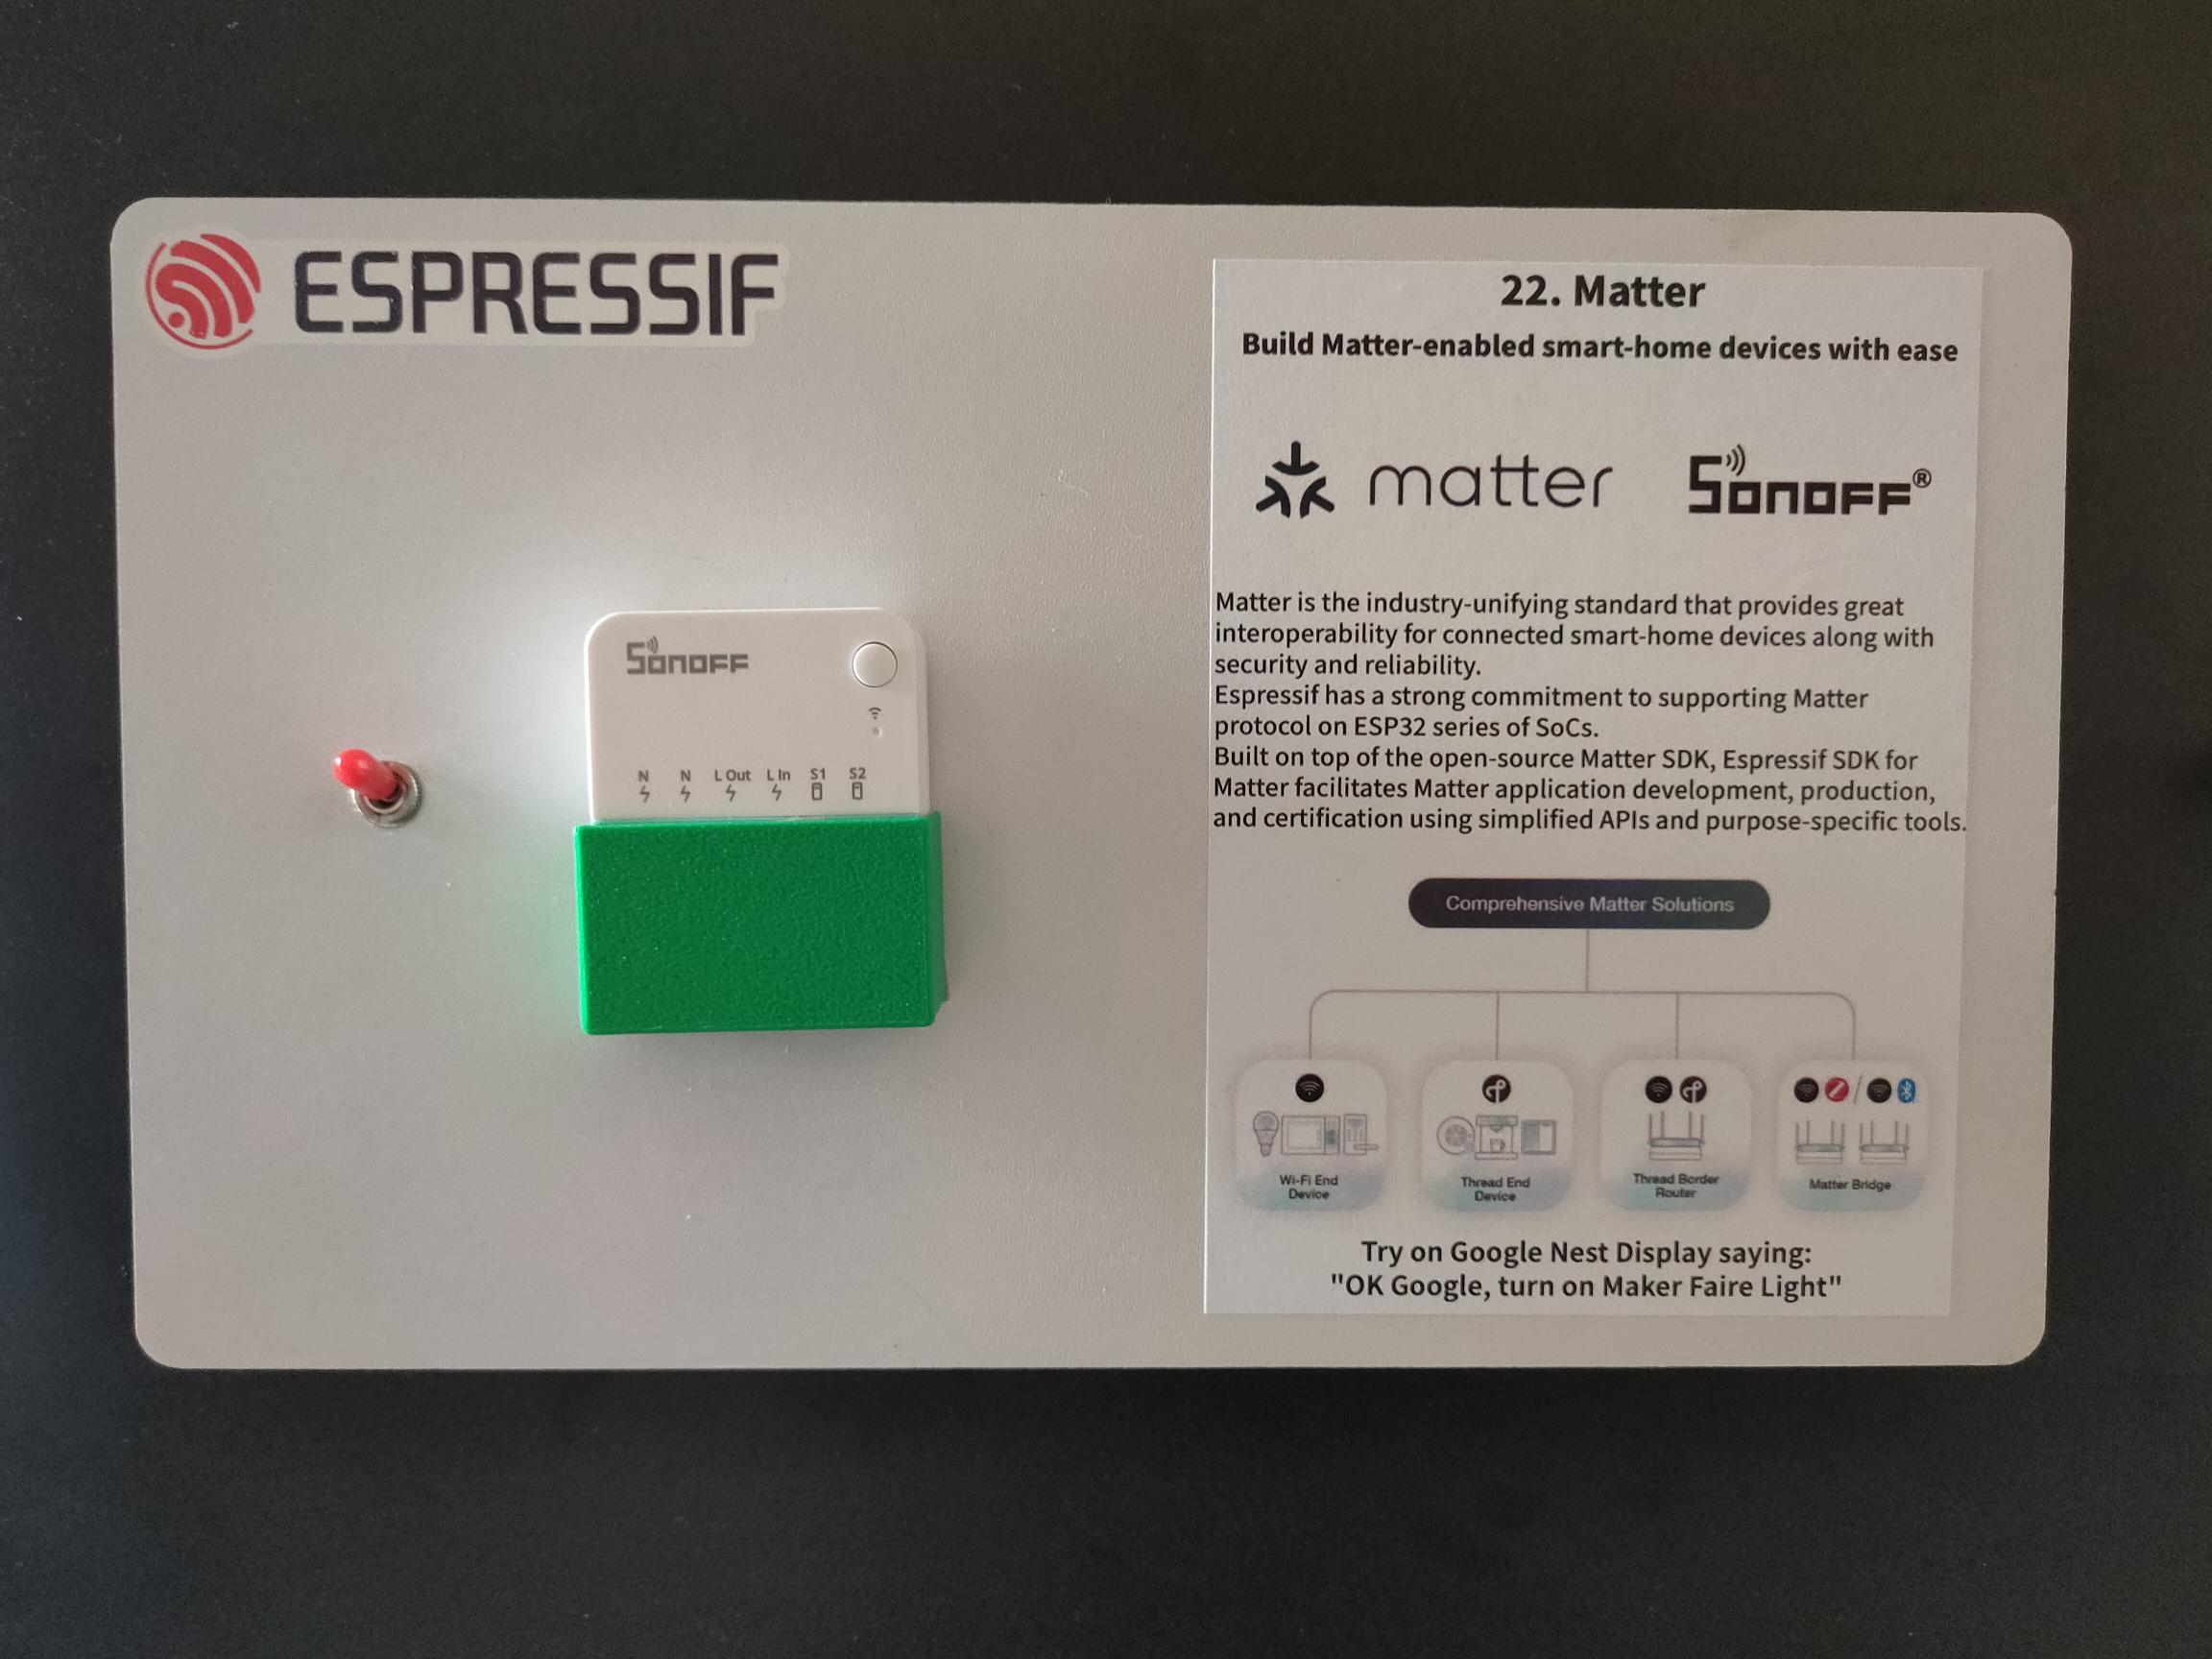 ESPRESSIF
SONOFF
N N L Out L In S1 S2
22. Matter
Build Matter-enabled smart-home devices with ease
matter SONOFF®
Matter is the industry-unifying standard that provides great
interoperability for connected smart-home devices along with
security and reliability.
Espressif has a strong commitment to supporting Matter
protocol on ESP32 series of SoCs.
Built on top of the open-source Matter SDK, Espressif SDK for
Matter facilitates Matter application development, production,
and certification using simplified APIs and purpose-specific tools.
Comprehensive Matter Solutions
Wi-Fi End
Device
Thread End
Device
Thread Border
Router
Matter Bridge
Try on Google Nest Display saying:
"OK Google, turn on Maker Faire Light"